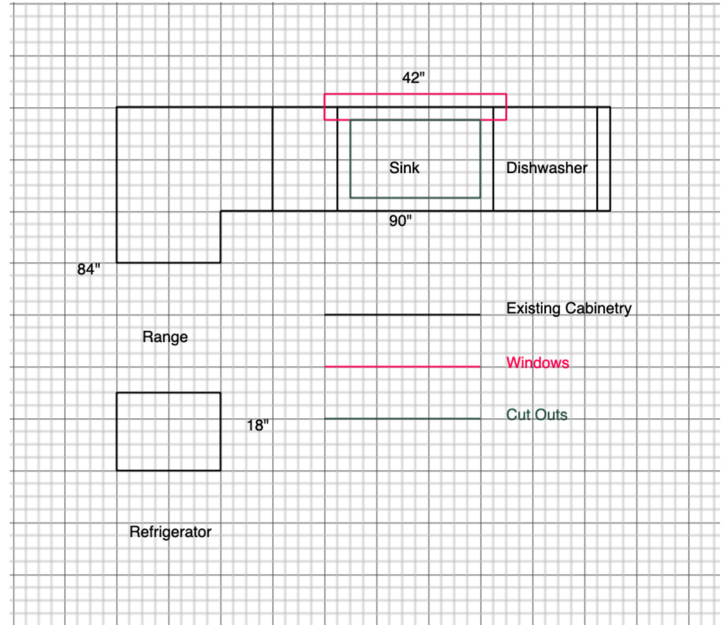 42"
Sink
Dishwasher
90"
84"
Existing Cabinetry
Range
Windows
Cut Outs
18"
Refrigerator